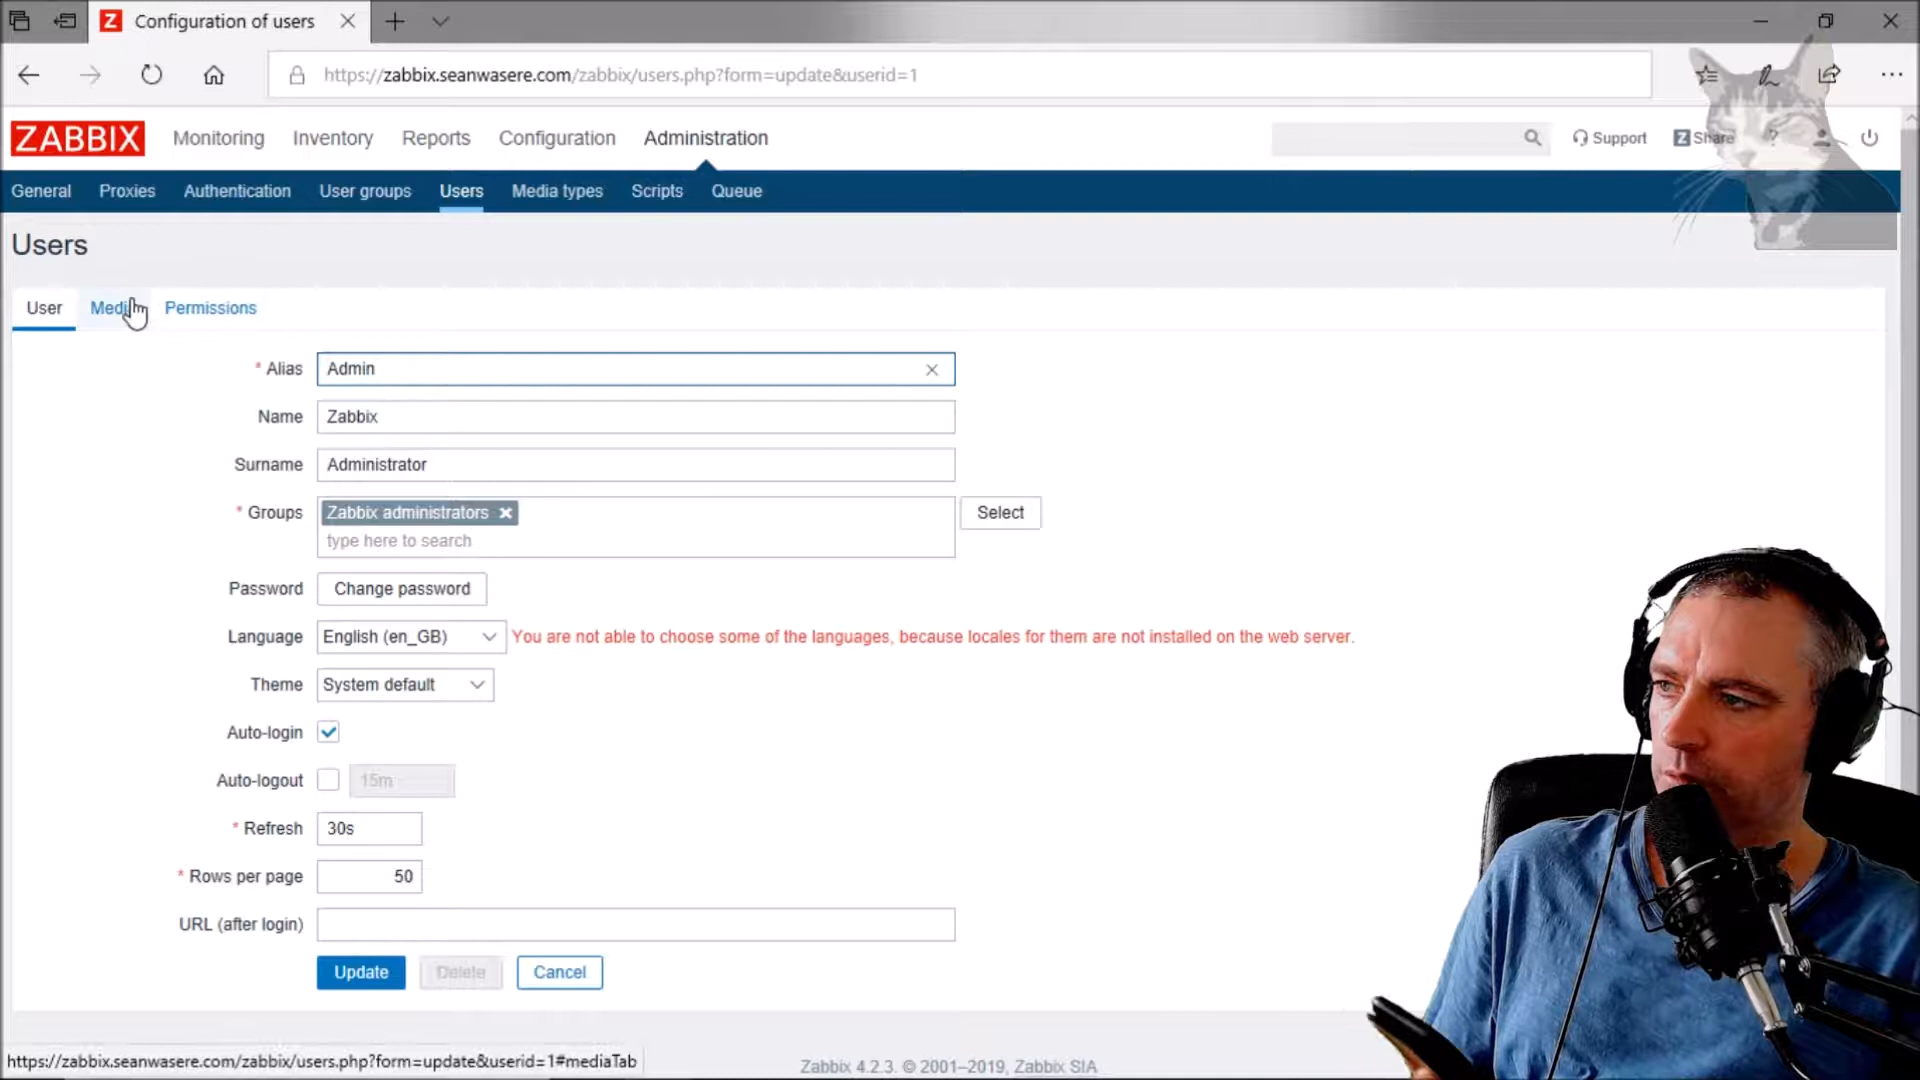 Configuration of users
https://zabbix.seanwasere.com/zabbix/users.php?form=update&userid=1
ZABBIX Monitoring Inventory Reports Configuration Administration Support Z Share ?
General Proxies Authentication User groups Users Media types Scripts Queue
Users
User Medi Permissions
* Alias Admin
Name Zabbix
Surname Administrator
* Groups Zabbix administrators Select
type here to search
Password Change password
Language English (en_GB) You are not able to choose some of the languages, because locales for them are not installed on the web server.
Theme System default
Auto-login
Auto-logout 15m
* Refresh 30s
* Rows per page 50
URL (after login)
Update Delete Cancel
https://zabbix.seanwasere.com/zabbix/users.php?form=update&userid=1#mediaTab
Zabbix 4.2.3. © 2001–2019, Zabbix SIA